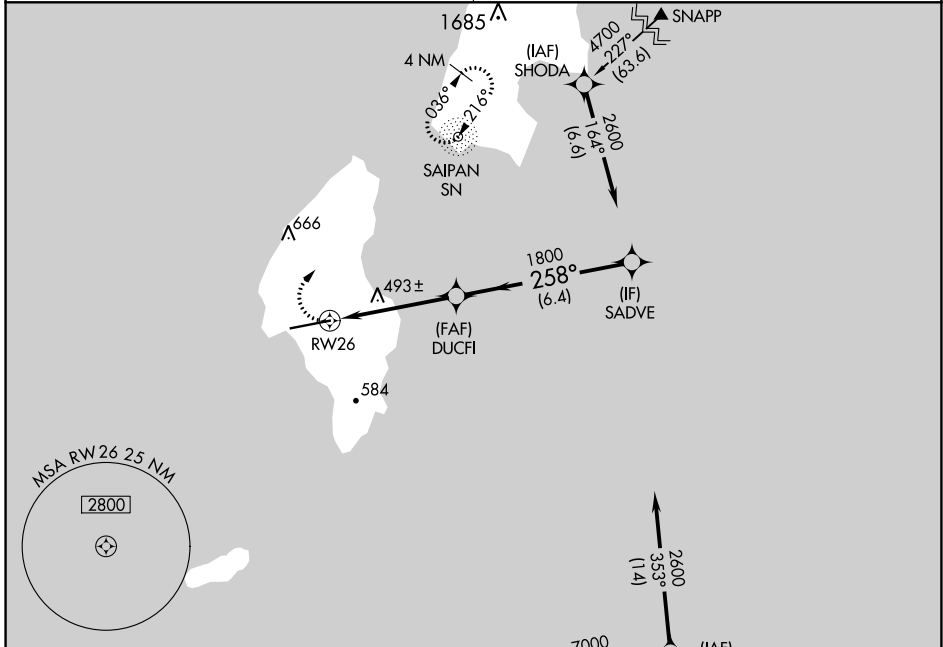 1685
SNAPP
4700
227°
(63.6)
4 NM
(IAF)
SHODA
036°
216°
2600
164°
(6.6)
SAIPAN
SN
666
1800
258°
(6.4)
493±
(IF)
SADVE
(FAF)
DUCFI
RW26
584
MSA RW 26 25 NM
2800
2600
353°
(14)
7000
(IAF)